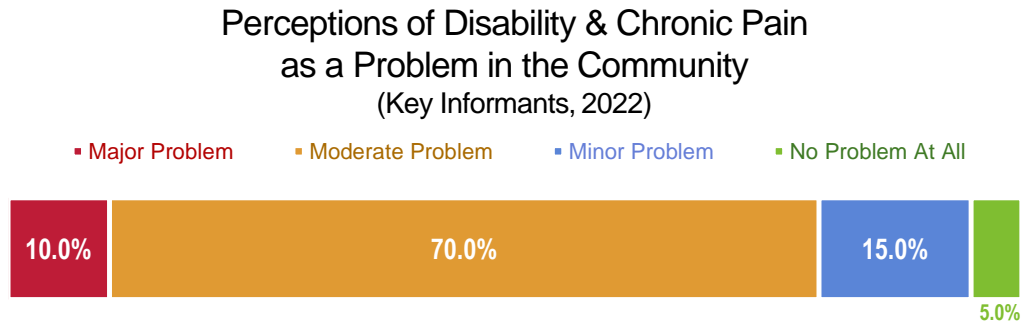 Perceptions of Disability & Chronic Pain
as a Problem in the Community
(Key Informants, 2022)
Major Problem Moderate Problem Minor Problem No Problem At All
10.0% 70.0% 15.0%
5.0%